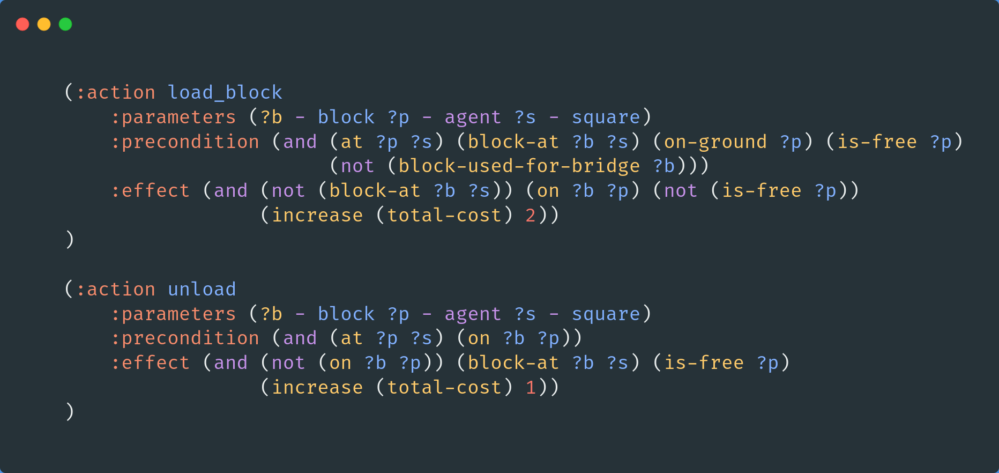 (:action load_block
    :parameters (?b - block ?p - agent ?s - square)
    :precondition (and (at ?p ?s) (block-at ?b ?s) (on-ground ?p) (is-free ?p)
                       (not (block-used-for-bridge ?b)))
    :effect (and (not (block-at ?b ?s)) (on ?b ?p) (not (is-free ?p))
                 (increase (total-cost) 2))
)

(:action unload
    :parameters (?b - block ?p - agent ?s - square)
    :precondition (and (at ?p ?s) (on ?b ?p))
    :effect (and (not (on ?b ?p)) (block-at ?b ?s) (is-free ?p)
                 (increase (total-cost) 1))
)